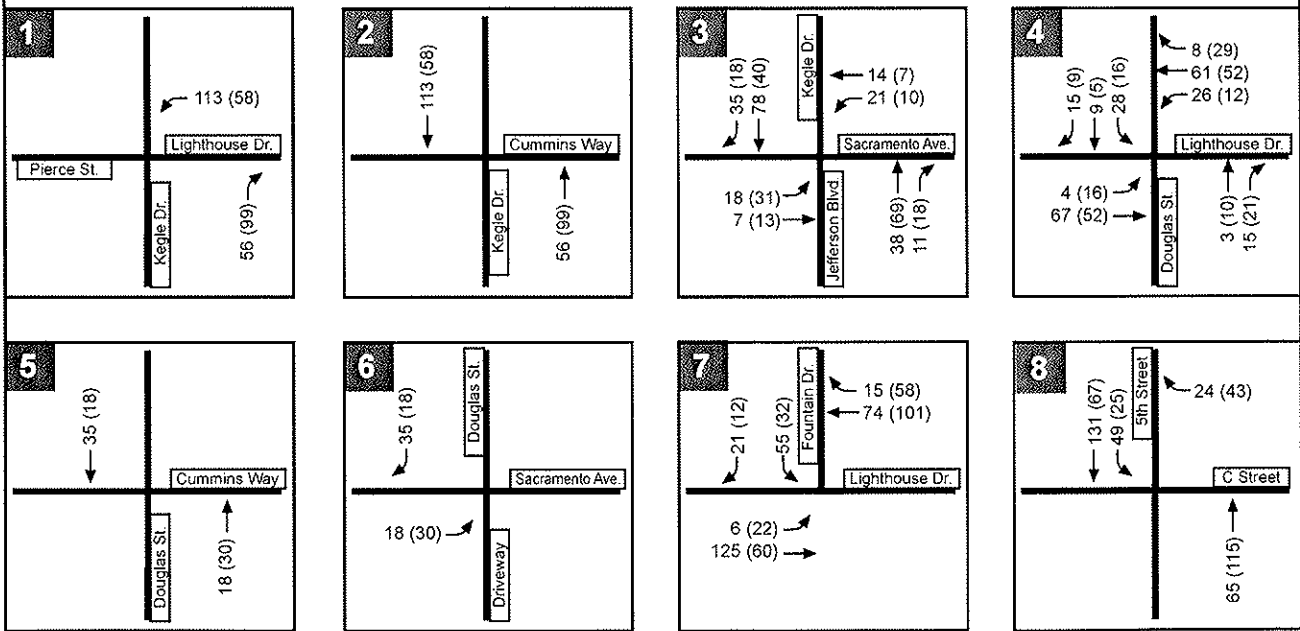 1
113 (58)
Lighthouse Dr.
Pierce St.
Kegle Dr.
56 (99)
2
113 (58)
Cummins Way
Kegle Dr.
56 (99)
3
35 (18)
78 (40)
Kegle Dr.
14 (7)
21 (10)
Sacramento Ave.
18 (31)
7 (13)
Jefferson Blvd.
38 (69)
11 (18)
4
15 (9)
9 (5)
28 (16)
8 (29)
61 (52)
26 (12)
Lighthouse Dr.
4 (16)
67 (52)
Douglas St.
3 (10)
15 (21)
5
35 (18)
Cummins Way
Douglas St.
18 (30)
6
35 (18)
Douglas St.
Sacramento Ave.
18 (30)
Driveway
7
21 (12)
55 (32)
Fountain Dr.
15 (58)
74 (101)
Lighthouse Dr.
6 (22)
125 (60)
8
131 (67)
49 (25)
5th Street
24 (43)
C Street
65 (115)